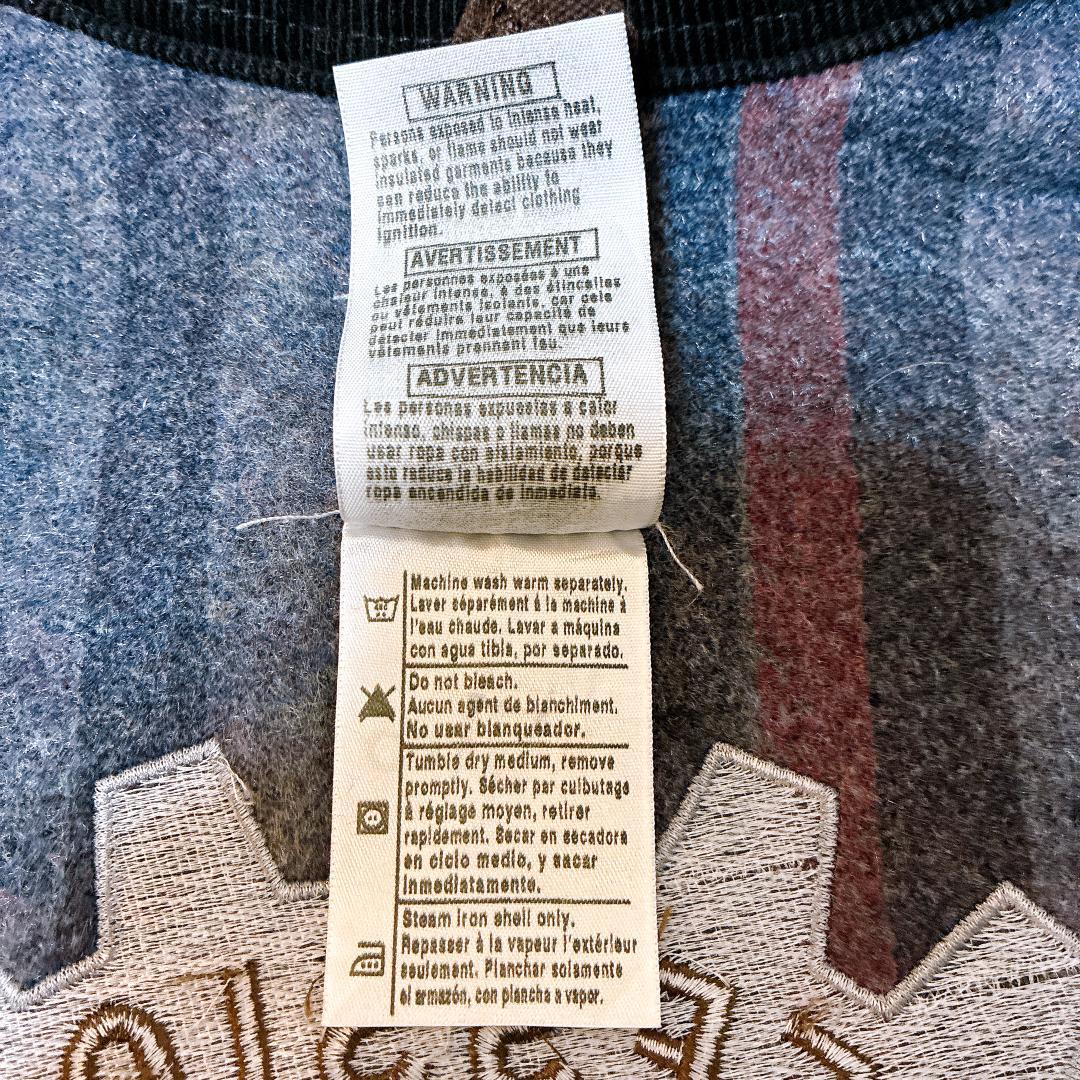 WARNING
Persons exposed to intense heat,
sparks, or flame should not wear
insulated garments because they
can reduce the ability to
immediately detect clothing
ignition.
AVERTISSEMENT
Les personnes exposées à une
chaleur intense, à des étincelles
ou vêtements isolants, car cela
peut réduire leur capacité de
détecter immédiatement que leurs
vêtements prennent feu.
ADVERTENCIA
Las personas expuestas a calor
intenso, chispas o llamas no deben
usar ropa con aislamiento, porque
esto reduce la habilidad de detectar
ropa encendida de inmediata.
Machine wash warm separately.
Laver séparément à la machine à
l'eau chaude. Lavar a máquina
con agua tibia, por separado.
Do not bleach.
Aucun agent de blanchiment.
No usar blanqueador.
Tumble dry medium, remove
promptly. Sécher par culbutage
à réglage moyen, retirer
rapidement. Secar en secadora
en ciclo medio, y sacar
inmediatamente.
Steam iron shell only.
Repasser à la vapeur l'extérieur
seulement. Planchar solamente
el armazón, con plancha a vapor.